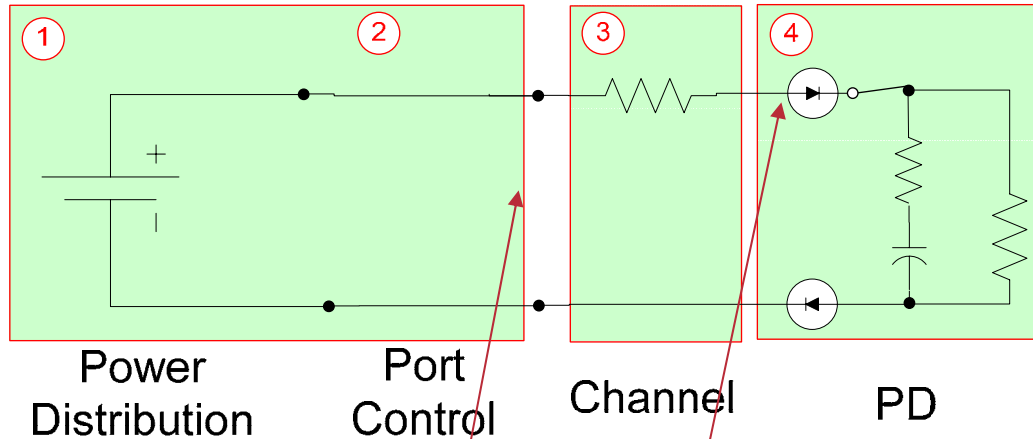 1
2
3
4
+
−
Power
Distribution
Port
Control
Channel
PD